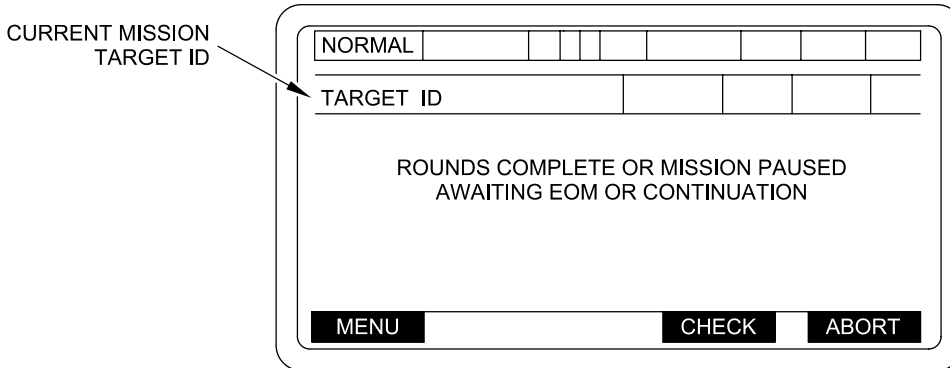 CURRENT MISSION
TARGET ID
NORMAL
TARGET ID
ROUNDS COMPLETE OR MISSION PAUSED
AWAITING EOM OR CONTINUATION
MENU CHECK ABORT